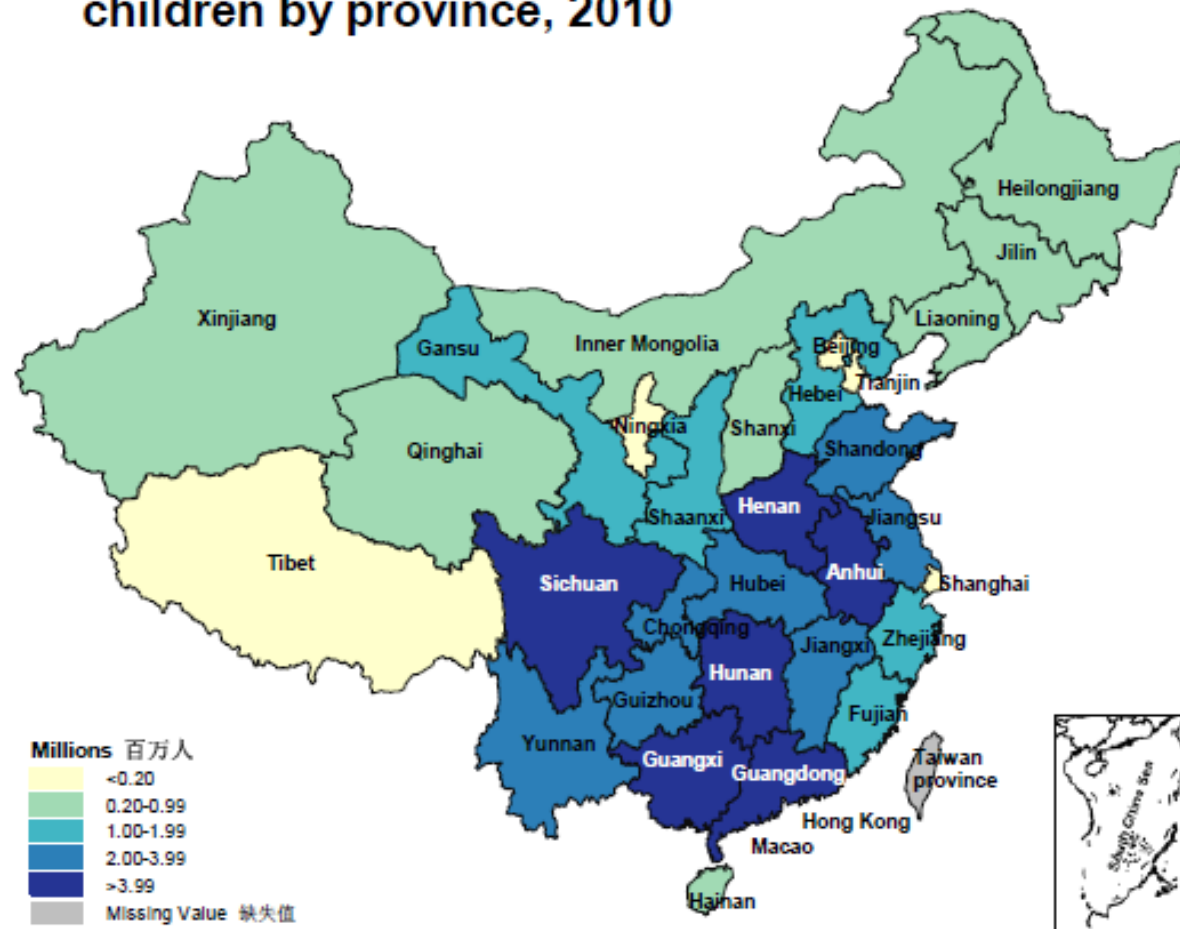 children by province, 2010
Heilongjiang
Jilin
Xinjiang
Liaoning
Inner Mongolia
Gansu
Beijing
Tianjin
Hebei
Ningxia
Shanxi
Qinghai
Shandong
Henan
Shaanxi
Jiangsu
Tibet
Anhui
Sichuan
Hubei
Shanghai
Chongqing
Zhejiang
Jiangxi
Hunan
Guizhou
Fujian
Yunnan
Guangxi
Guangdong
Taiwan
province
Hong Kong
Macao
Hainan
South China Sea
Millions 百万人
<0.20
0.20-0.99
1.00-1.99
2.00-3.99
>3.99
Missing Value 缺失值